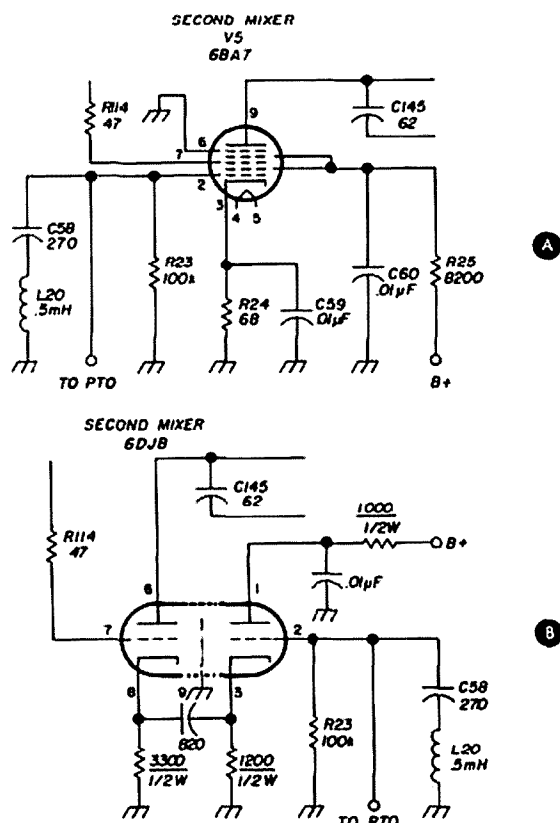 SECOND MIXER
V5
6BA7
R114
47
9
C145
62
6
7
2
3
4
5
C58
270
R23
100k
C60
.01µF
R25
8200
L20
.5mH
R24
68
C59
.01µF
TO PTO
B+
A
SECOND MIXER
6DJ8
C145
62
R114
47
1000
1/2W
B+
.01µF
6
1
7
2
8
9
3
820
C58
270
R23
100k
3300
1/2W
1200
1/2W
L20
.5mH
TO PTO
B